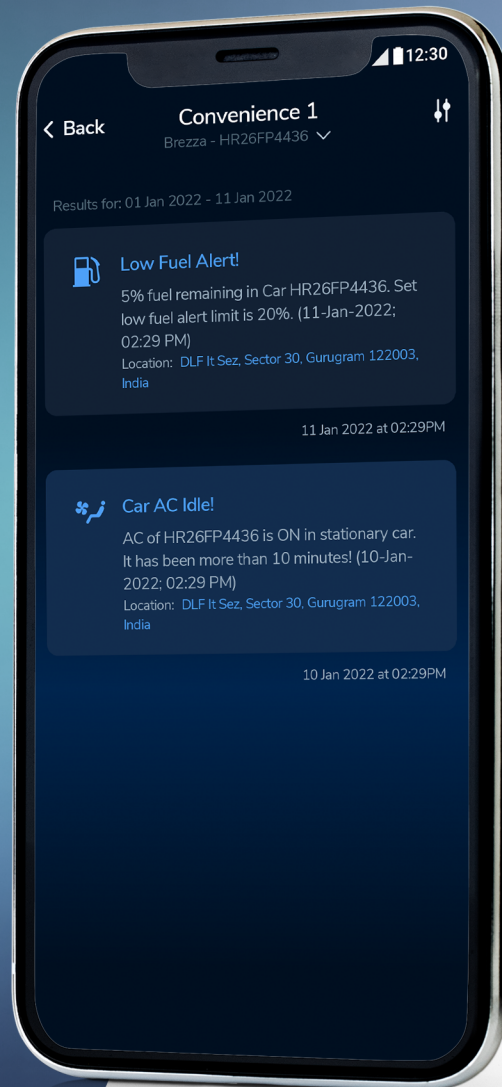 12:30
Back
Convenience 1
Brezza - HR26FP4436
Results for: 01 Jan 2022 - 11 Jan 2022
Low Fuel Alert!
5% fuel remaining in Car HR26FP4436. Set
low fuel alert limit is 20%. (11-Jan-2022;
02:29 PM)
Location: DLF It Sez, Sector 30, Gurugram 122003,
India
11 Jan 2022 at 02:29PM
Car AC Idle!
AC of HR26FP4436 is ON in stationary car.
It has been more than 10 minutes! (10-Jan-
2022; 02:29 PM)
Location: DLF It Sez, Sector 30, Gurugram 122003,
India
10 Jan 2022 at 02:29PM